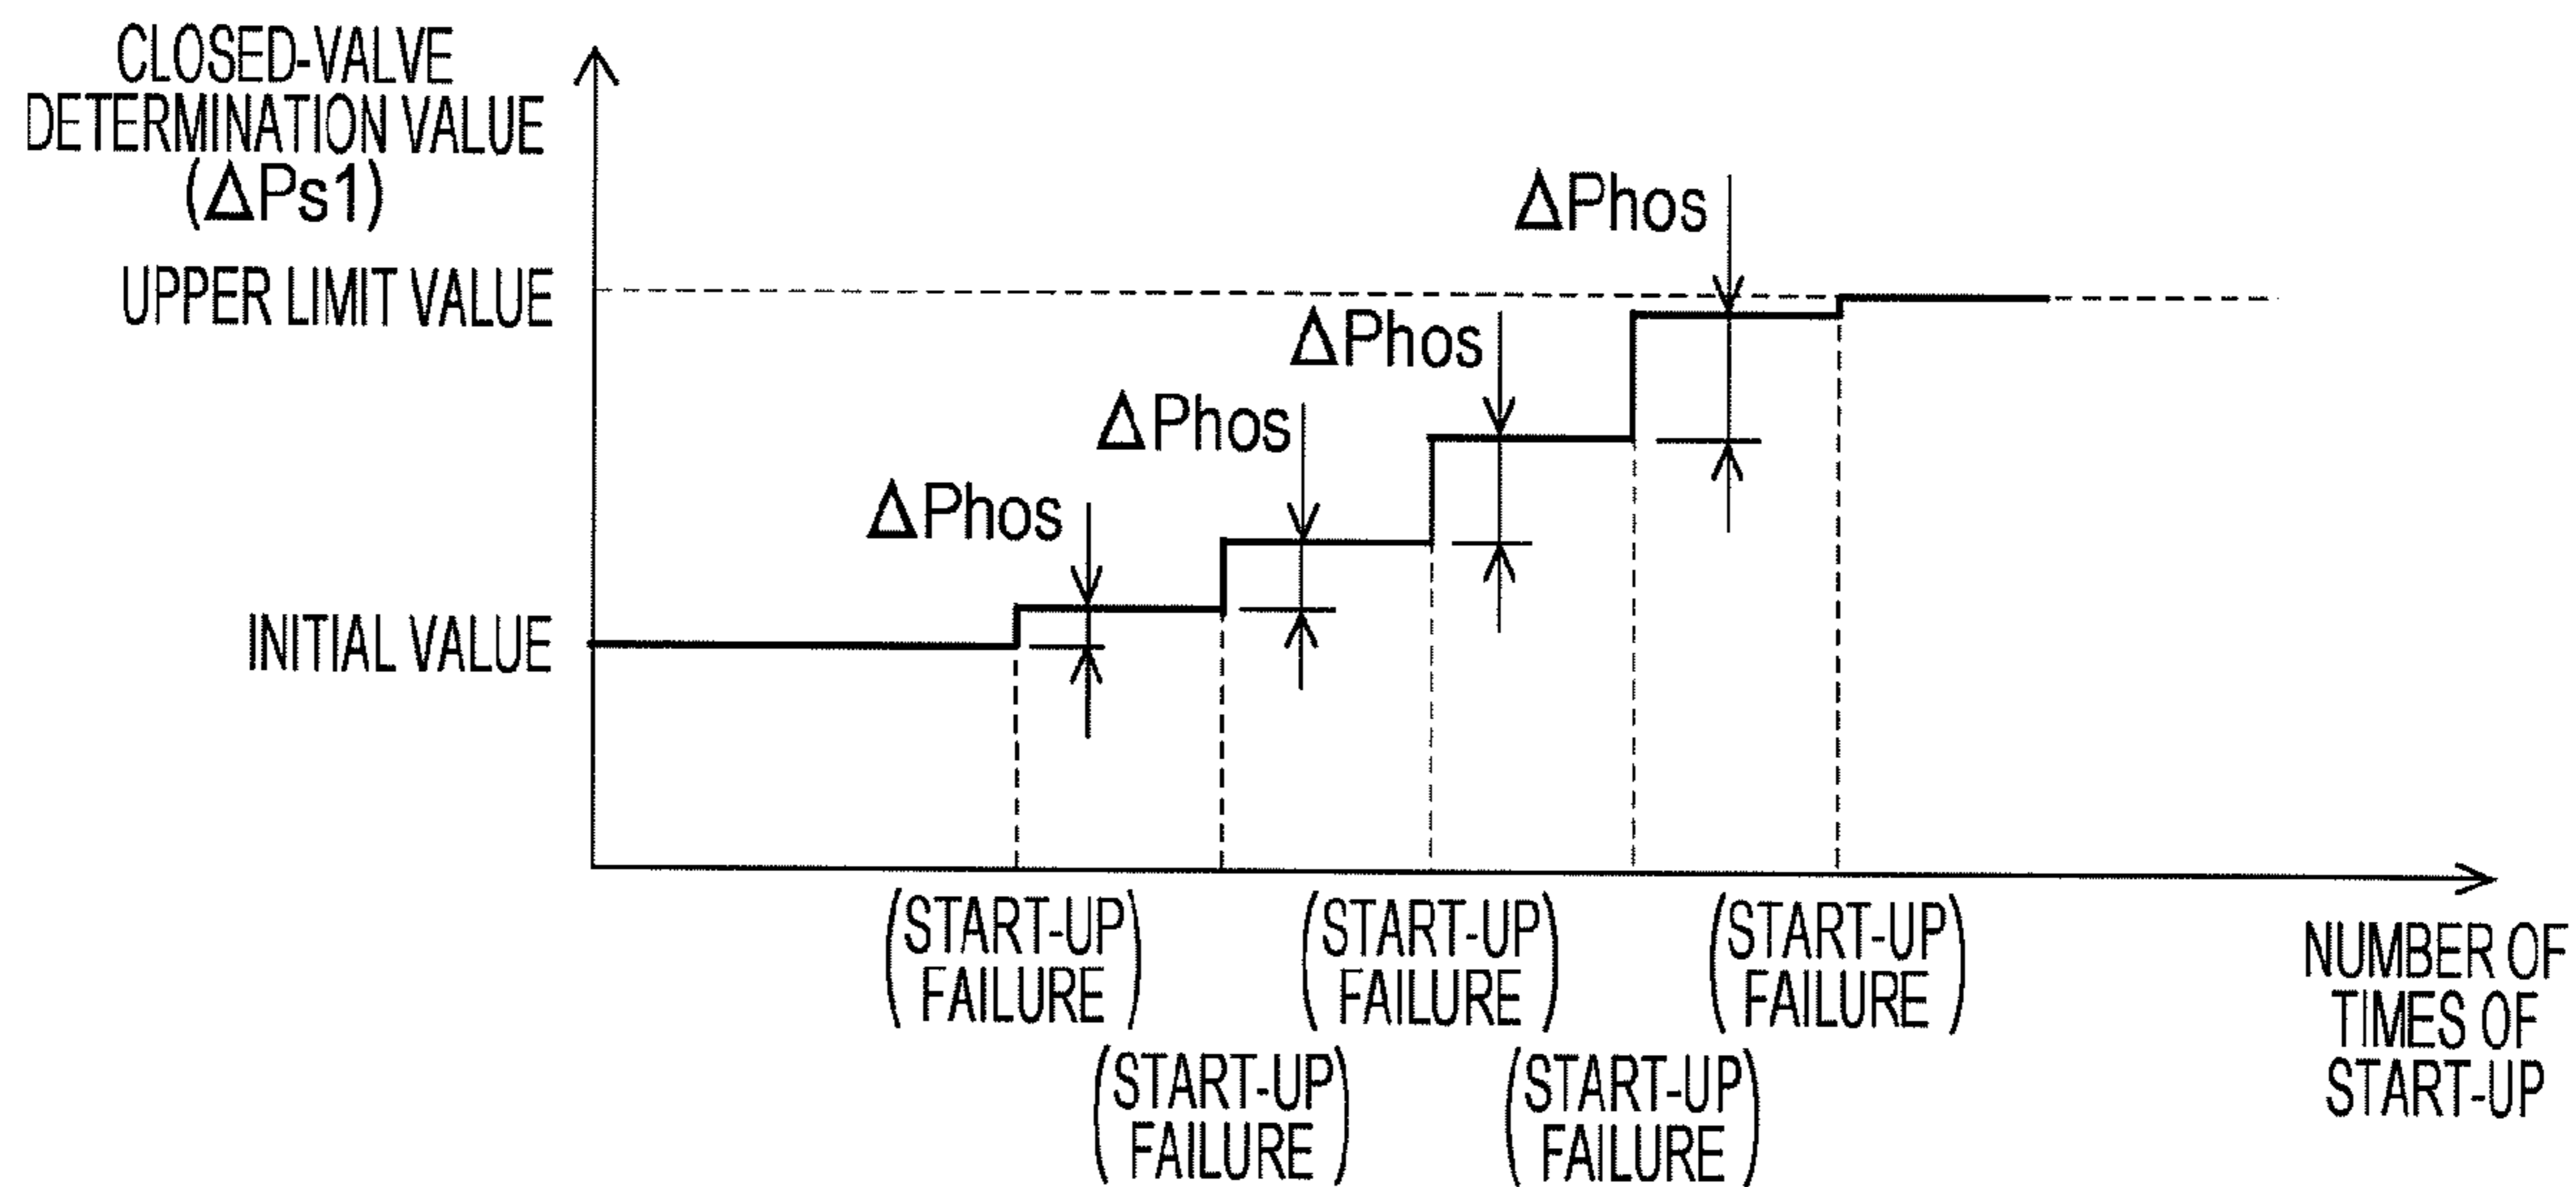 CLOSED-VALVE
DETERMINATION VALUE
(ΔPs1)
UPPER LIMIT VALUE
INITIAL VALUE
ΔPhos
ΔPhos
ΔPhos
ΔPhos
(START-UP
FAILURE)
(START-UP
FAILURE)
(START-UP
FAILURE)
(START-UP
FAILURE)
(START-UP
FAILURE)
NUMBER OF
TIMES OF
START-UP